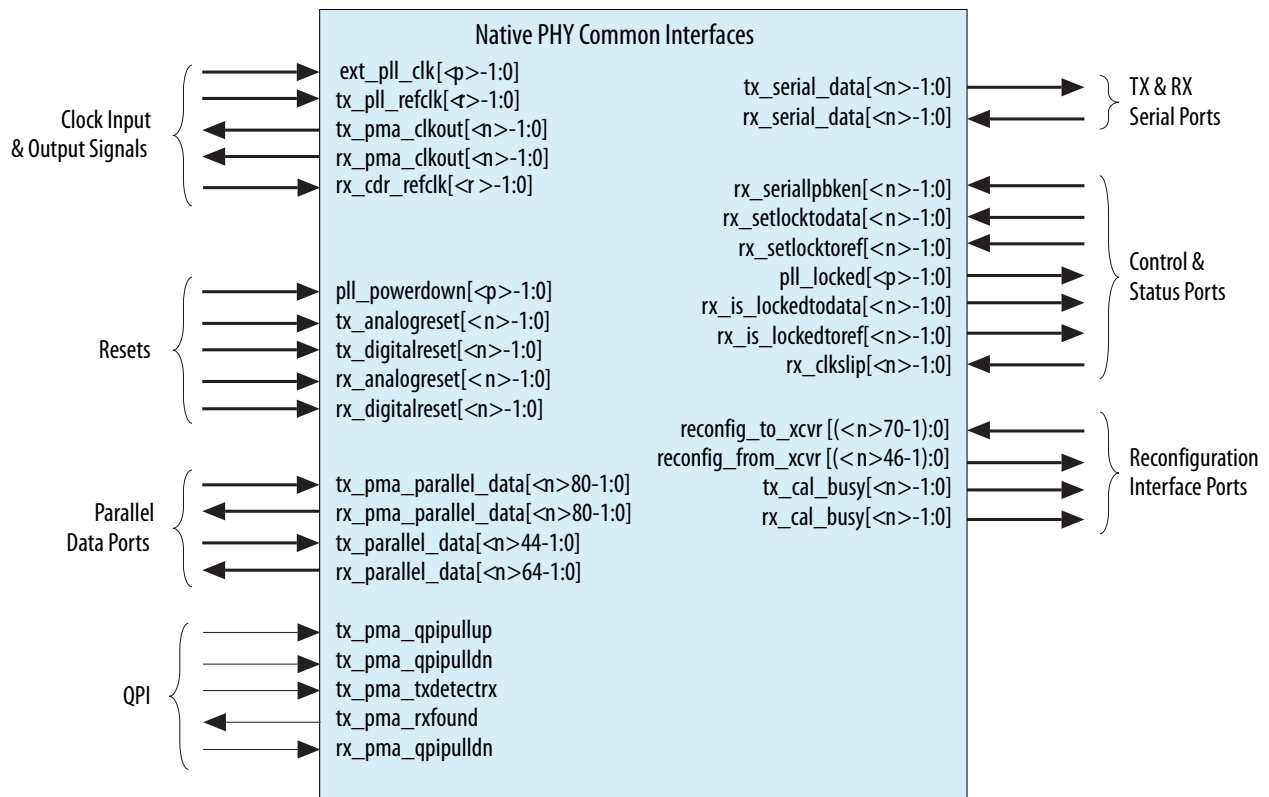 Native PHY Common Interfaces
Clock Input
& Output Signals
ext_pll_clk[<p>-1:0]
tx_pll_refclk[<r>-1:0]
tx_pma_clkout[<n>-1:0]
rx_pma_clkout[<n>-1:0]
rx_cdr_refclk[<r >-1:0]
Resets
pll_powerdown[<p>-1:0]
tx_analogreset[< n>-1:0]
tx_digitalreset[<n>-1:0]
rx_analogreset[< n>-1:0]
rx_digitalreset[<n>-1:0]
Parallel
Data Ports
tx_pma_parallel_data[<n>80-1:0]
rx_pma_parallel_data[<n>80-1:0]
tx_parallel_data[<n>44-1:0]
rx_parallel_data[<n>64-1:0]
QPI
tx_pma_qpipullup
tx_pma_qpipulldn
tx_pma_txdetectrx
tx_pma_rxfound
rx_pma_qpipulldn
tx_serial_data[<n>-1:0]
rx_serial_data[<n>-1:0]
TX & RX
Serial Ports
rx_seriallpbken[<n>-1:0]
rx_setlocktodata[<n>-1:0]
rx_setlocktoref[<n>-1:0]
pll_locked[<p>-1:0]
rx_is_lockedtodata[<n>-1:0]
rx_is_lockedtoref[<n>-1:0]
rx_clkslip[<n>-1:0]
Control &
Status Ports
reconfig_to_xcvr [(< n>70-1):0]
reconfig_from_xcvr [(< n>46-1):0]
tx_cal_busy[<n>-1:0]
rx_cal_busy[<n>-1:0]
Reconfiguration
Interface Ports